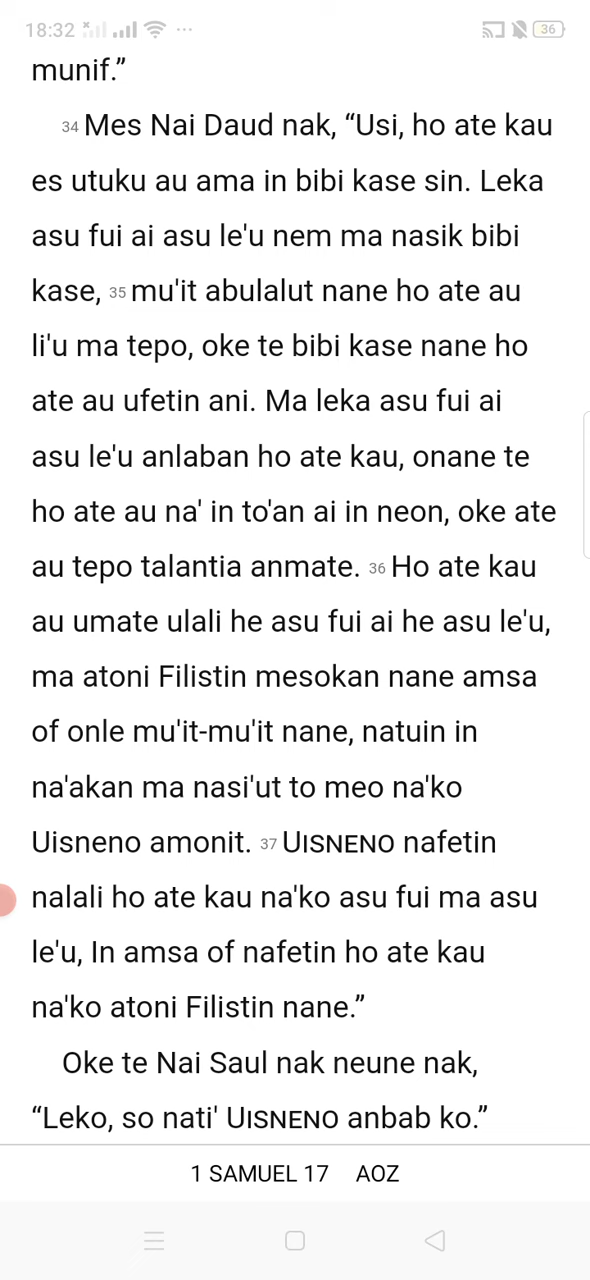 18:32
36
munif.”
34 Mes Nai Daud nak, “Usi, ho ate kau
es utuku au ama in bibi kase sin. Leka
asu fui ai asu le'u nem ma nasik bibi
kase, 35 mu'it abulalut nane ho ate au
li'u ma tepo, oke te bibi kase nane ho
ate au ufetin ani. Ma leka asu fui ai
asu le'u anlaban ho ate kau, onane te
ho ate au na' in to'an ai in neon, oke ate
au tepo talantia anmate. 36 Ho ate kau
au umate ulali he asu fui ai he asu le'u,
ma atoni Filistin mesokan nane amsa
of onle mu'it-mu'it nane, natuin in
na'akan ma nasi'ut to meo na'ko
Uisneno amonit. 37 UISNENO nafetin
nalali ho ate kau na'ko asu fui ma asu
le'u, In amsa of nafetin ho ate kau
na'ko atoni Filistin nane.”
Oke te Nai Saul nak neune nak,
“Leko, so nati' UISNENO anbab ko.”
1 SAMUEL 17 AOZ